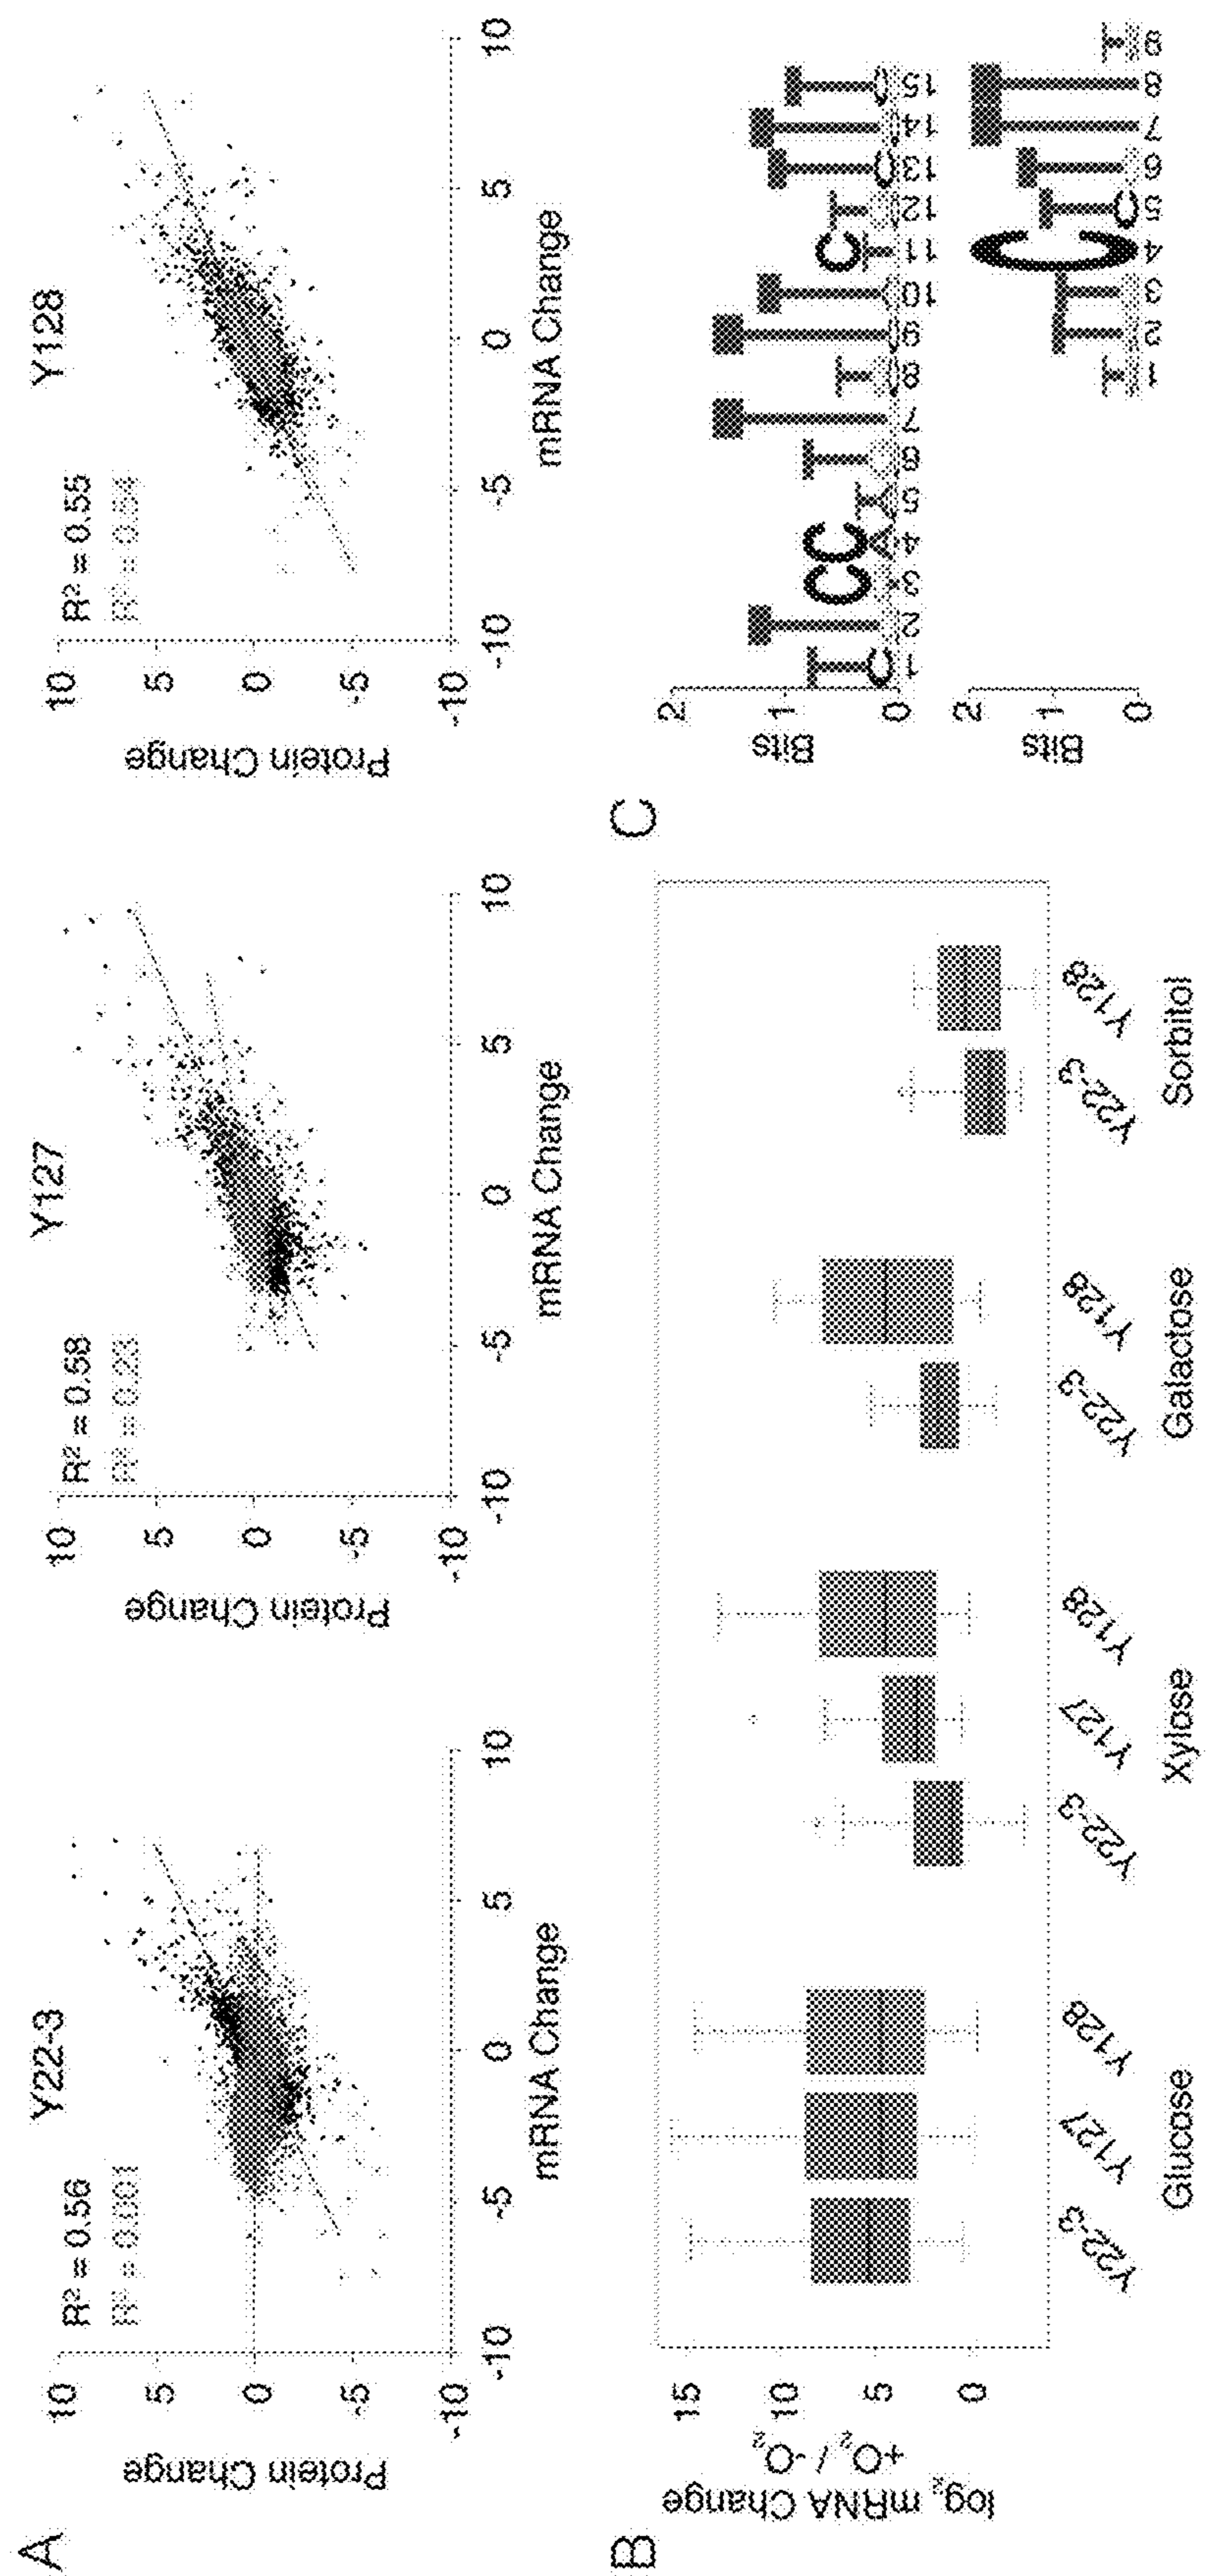 A
Y22-3
R² = 0.56
R² = 0.001
Protein Change
10
5
0
-5
-10
-10
-5
0
5
10
mRNA Change
Y127
R² = 0.58
R² = 0.23
Protein Change
10
5
0
-5
-10
-10
-5
0
5
10
mRNA Change
Y128
R² = 0.55
R² = 0.54
Protein Change
10
5
0
-5
-10
-10
-5
0
5
10
mRNA Change
B
log₂ mRNA Change
+O₂ / -O₂
15
10
5
0
Y22-3
Y127
Y128
Y22-3
Y127
Y128
Y22-3
Y128
Y22-3
Y128
Glucose
Xylose
Galactose
Sorbitol
C
Bits
2
1
0
1 2 3 4 5 6 7 8 9 10 11 12 13 14 15
Bits
2
1
0
1 2 3 4 5 6 7 8 9